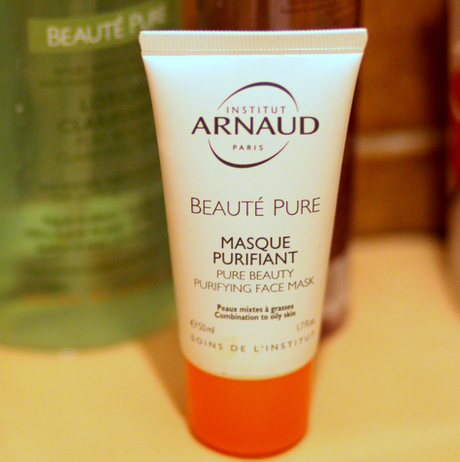 BEAUTÉ PURE
INSTITUT
ARNAUD
PARIS
BEAUTÉ PURE
MASQUE
PURIFIANT
PURE BEAUTY
PURIFYING FACE MASK
Peaux mixtes à grasses
Combination to oily skin
e50ml 1.7fl.oz
SOINS DE L'INSTITUT